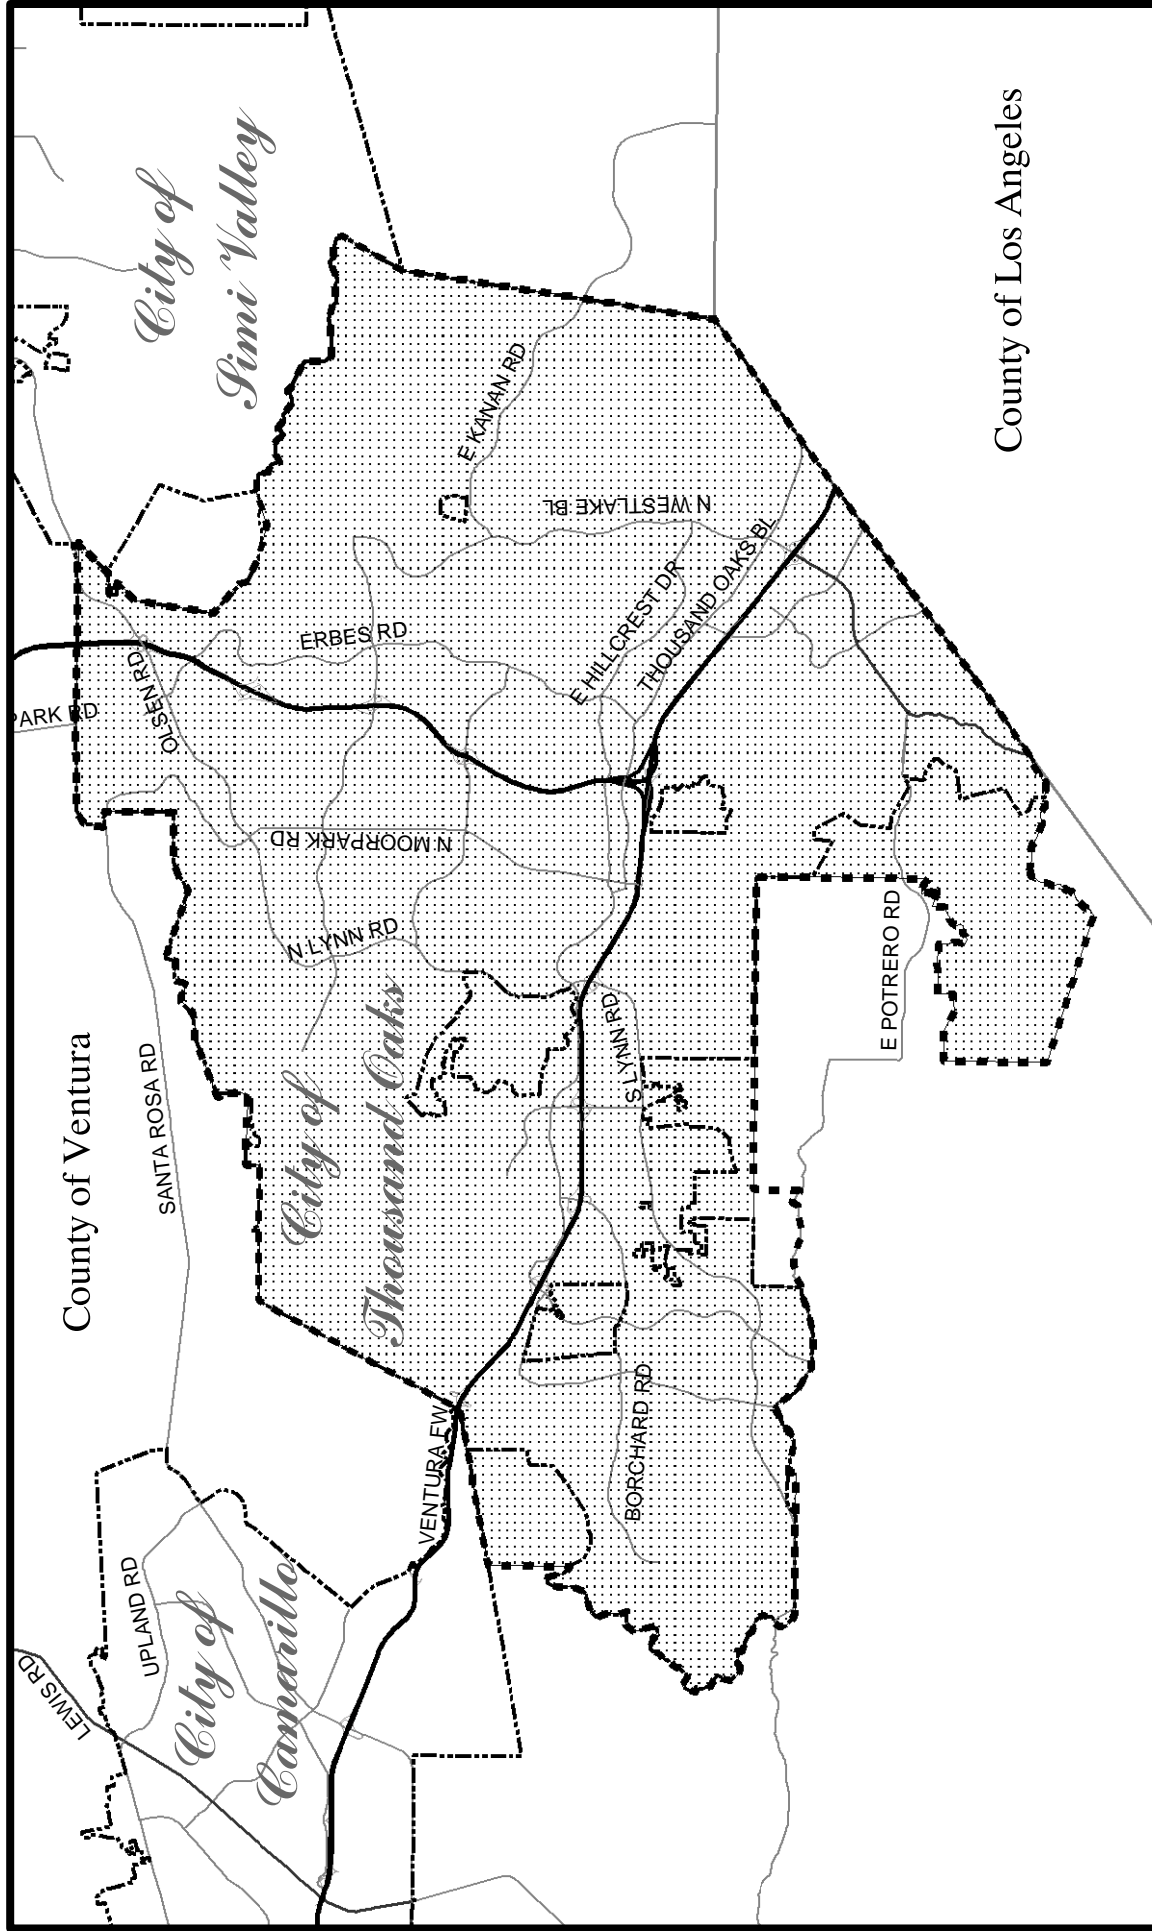 County of Ventura
County of Los Angeles
City of
Simi Valley
City of
Thousand Oaks
City of
Camarillo
LEWIS RD
UPLAND RD
SANTA ROSA RD
VENTURA FW
BORCHARD RD
S LYNN RD
N LYNN RD
N MOORPARK RD
OLSEN RD
PARK RD
ERBES RD
E HILLCREST DR
THOUSAND OAKS BL
N WESTLAKE BL
E KANAN RD
E POTRERO RD